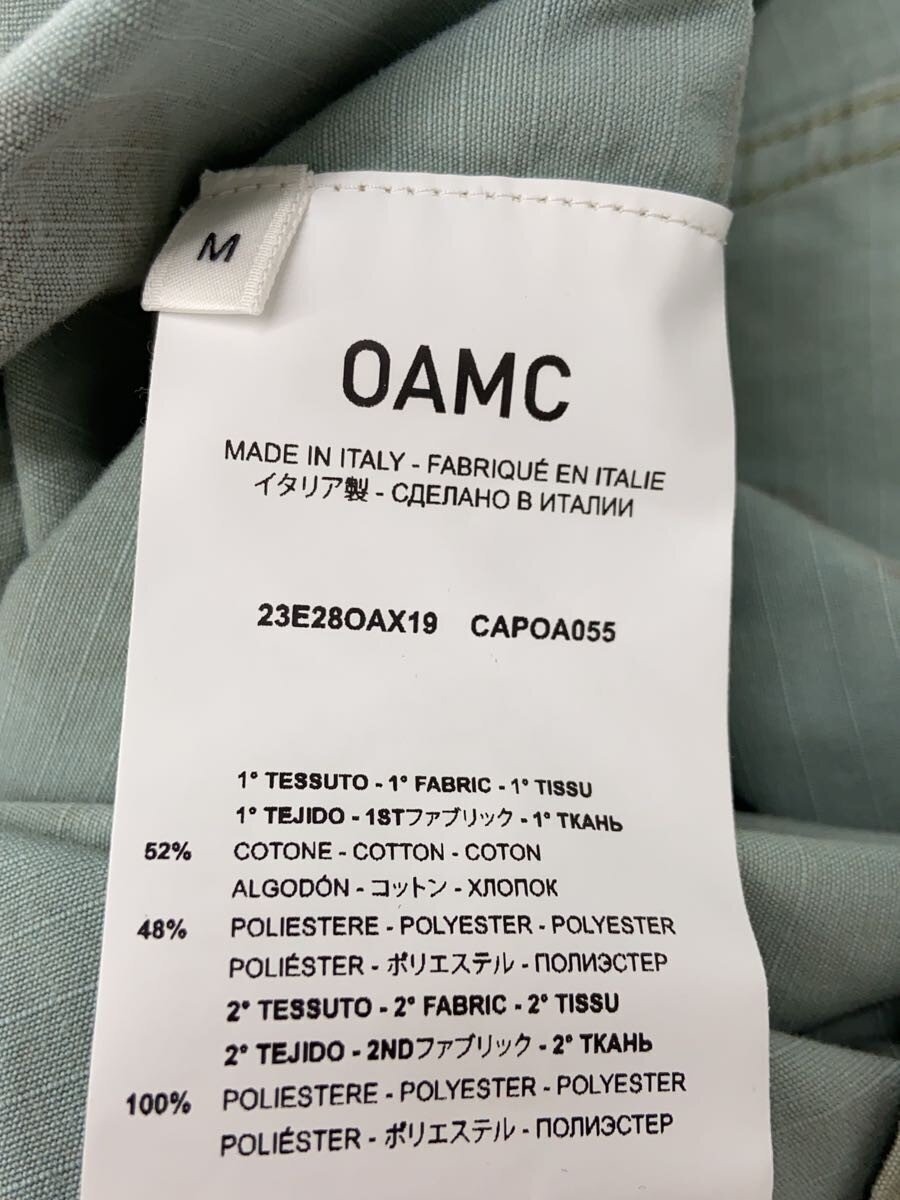 M
OAMC
MADE IN ITALY - FABRIQUÉ EN ITALIE
イタリア製 - СДЕЛАНО В ИТАЛИИ
23E28OAX19 CAPOA055
1° TESSUTO - 1° FABRIC - 1° TISSU
1° TEJIDO - 1STファブリック - 1° ТКАНЬ
52% COTONE - COTTON - COTON
ALGODÓN - コットン - ХЛОПОК
48% POLIESTERE - POLYESTER - POLYESTER
POLIÉSTER - ポリエステル - ПОЛИЭСТЕР
2° TESSUTO - 2° FABRIC - 2° TISSU
2° TEJIDO - 2NDファブリック - 2° ТКАНЬ
100% POLIESTERE - POLYESTER - POLYESTER
POLIÉSTER - ポリエステル - ПОЛИЭСТЕР